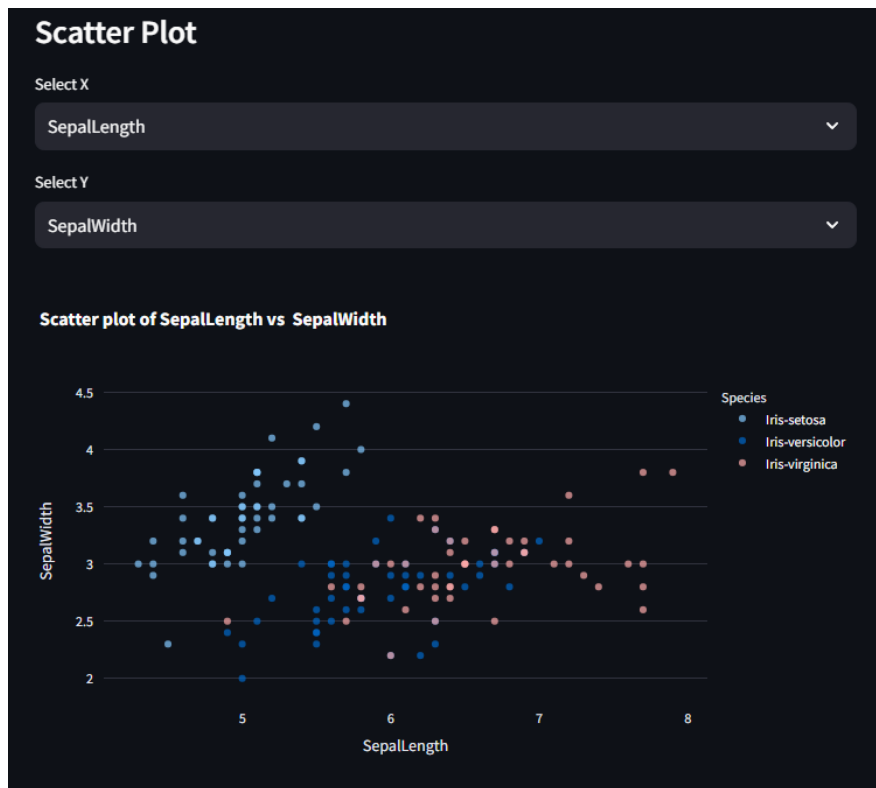 Scatter Plot
Select X
SepalLength
Select Y
SepalWidth
Scatter plot of SepalLength vs  SepalWidth
4.5
4
3.5
3
2.5
2
SepalWidth
5
6
7
8
SepalLength
Species
Iris-setosa
Iris-versicolor
Iris-virginica